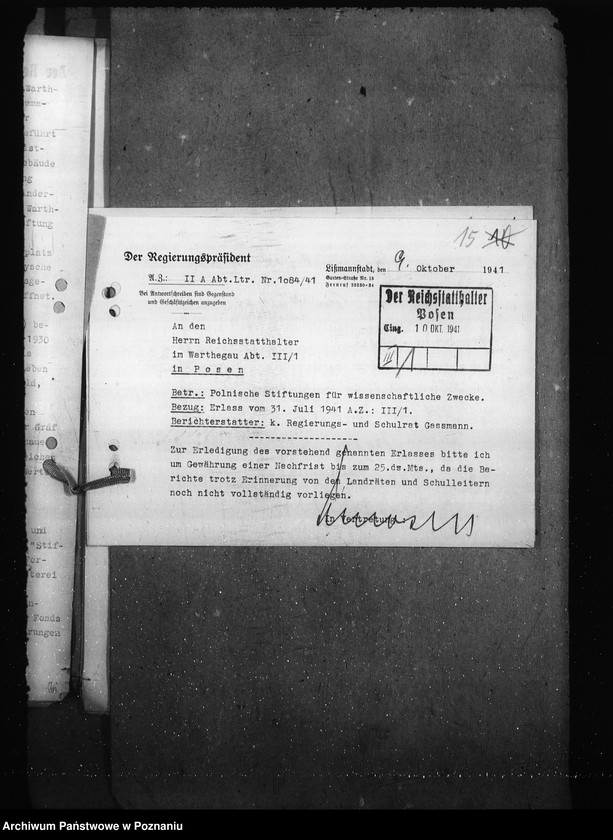 15
Der Regierungspräsident
A.Z.: II A Abt.Ltr. Nr.1084/41
Bei Antwortschreiben sind Gegenstand
und Geschäftszeichen anzugeben
Litzmannstadt, den 9. Oktober 1941
Der Reichsstatthalter
Posen
Eing. 10 OKT. 1941
III/1
An den
Herrn Reichsstatthalter
im Warthegau Abt. III/1
in Posen
Betr.: Polnische Stiftungen für wissenschaftliche Zwecke.
Bezug: Erlass vom 31. Juli 1941 A.Z.: III/1.
Berichterstatter: k. Regierungs- und Schulrat Gassmann.
Zur Erledigung des vorstehend genannten Erlasses bitte ich
um Gewährung einer Nachfrist bis zum 25.ds.Mts., da die Be-
richte trotz Erinnerung von den Landräten und Schulleitern
noch nicht vollständig vorliegen.
In Vertretung:
Archiwum Państwowe w Poznaniu